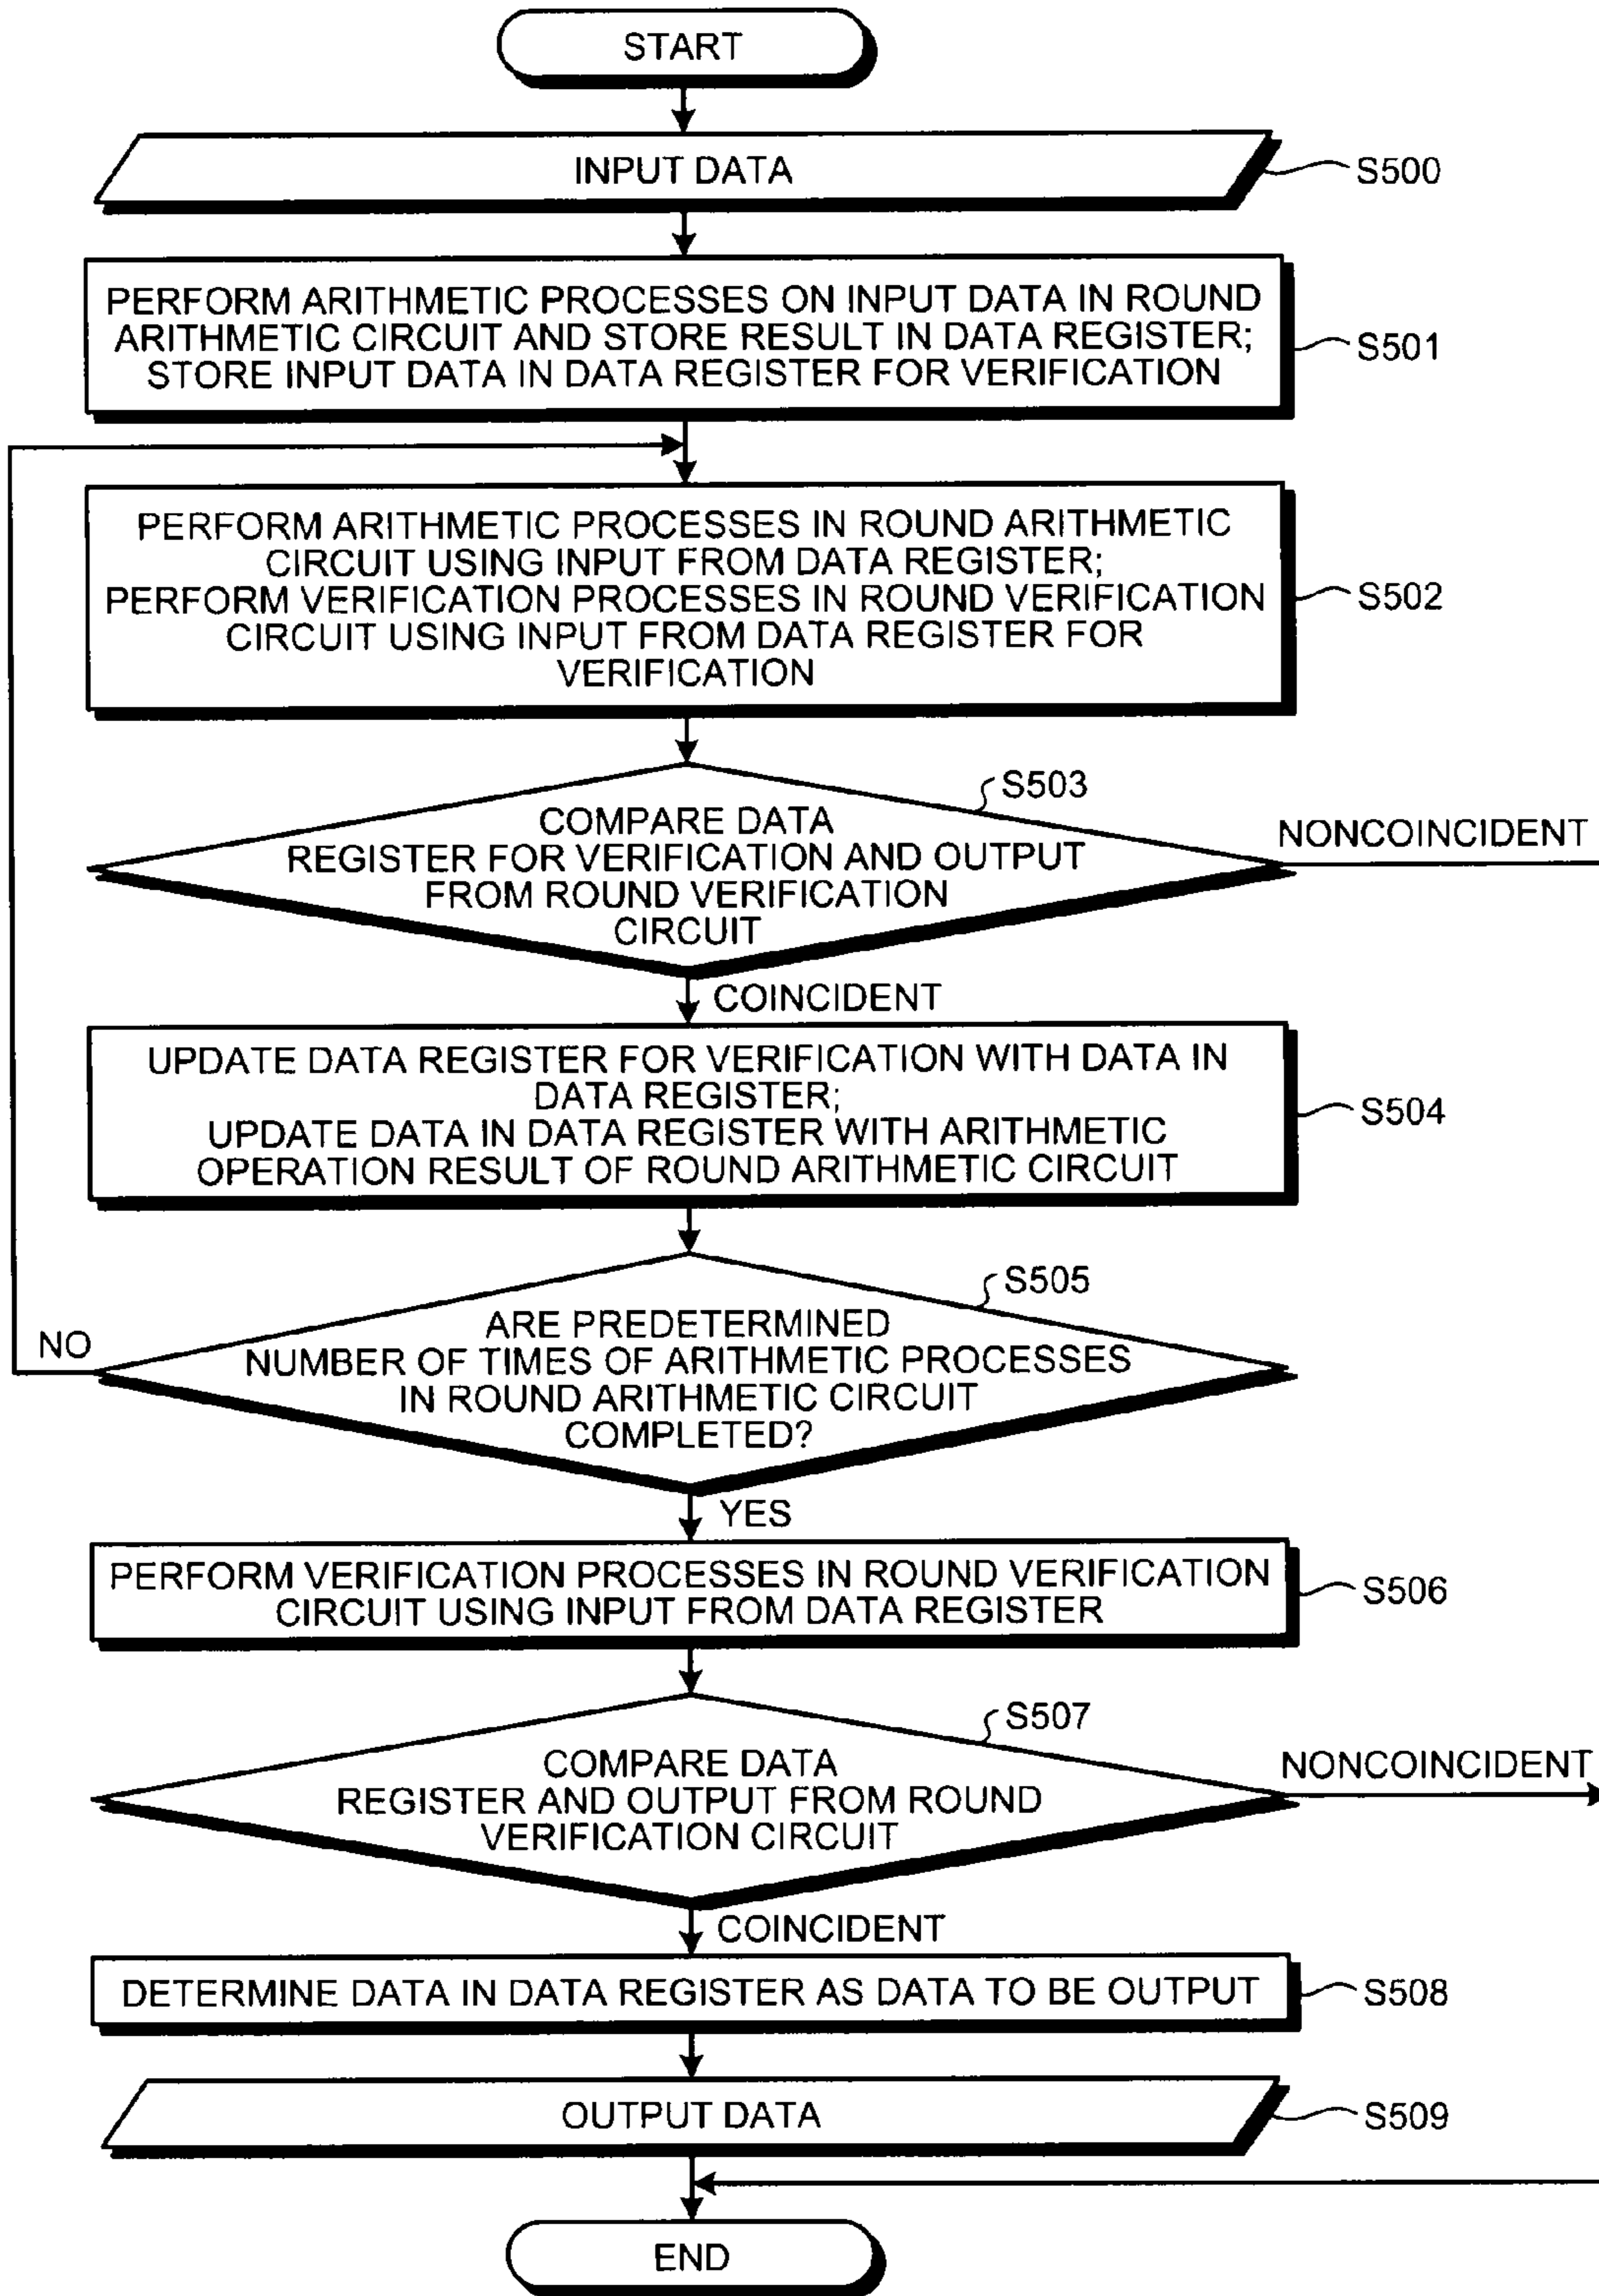 START
INPUT DATA
S500
PERFORM ARITHMETIC PROCESSES ON INPUT DATA IN ROUND
ARITHMETIC CIRCUIT AND STORE RESULT IN DATA REGISTER;
STORE INPUT DATA IN DATA REGISTER FOR VERIFICATION
S501
PERFORM ARITHMETIC PROCESSES IN ROUND ARITHMETIC
CIRCUIT USING INPUT FROM DATA REGISTER;
PERFORM VERIFICATION PROCESSES IN ROUND VERIFICATION
CIRCUIT USING INPUT FROM DATA REGISTER FOR
VERIFICATION
S502
S503
COMPARE DATA
REGISTER FOR VERIFICATION AND OUTPUT
FROM ROUND VERIFICATION
CIRCUIT
NONCOINCIDENT
COINCIDENT
UPDATE DATA REGISTER FOR VERIFICATION WITH DATA IN
DATA REGISTER;
UPDATE DATA IN DATA REGISTER WITH ARITHMETIC
OPERATION RESULT OF ROUND ARITHMETIC CIRCUIT
S504
S505
ARE PREDETERMINED
NUMBER OF TIMES OF ARITHMETIC PROCESSES
IN ROUND ARITHMETIC CIRCUIT
COMPLETED?
NO
YES
PERFORM VERIFICATION PROCESSES IN ROUND VERIFICATION
CIRCUIT USING INPUT FROM DATA REGISTER
S506
S507
COMPARE DATA
REGISTER AND OUTPUT FROM ROUND
VERIFICATION CIRCUIT
NONCOINCIDENT
COINCIDENT
DETERMINE DATA IN DATA REGISTER AS DATA TO BE OUTPUT
S508
OUTPUT DATA
S509
END